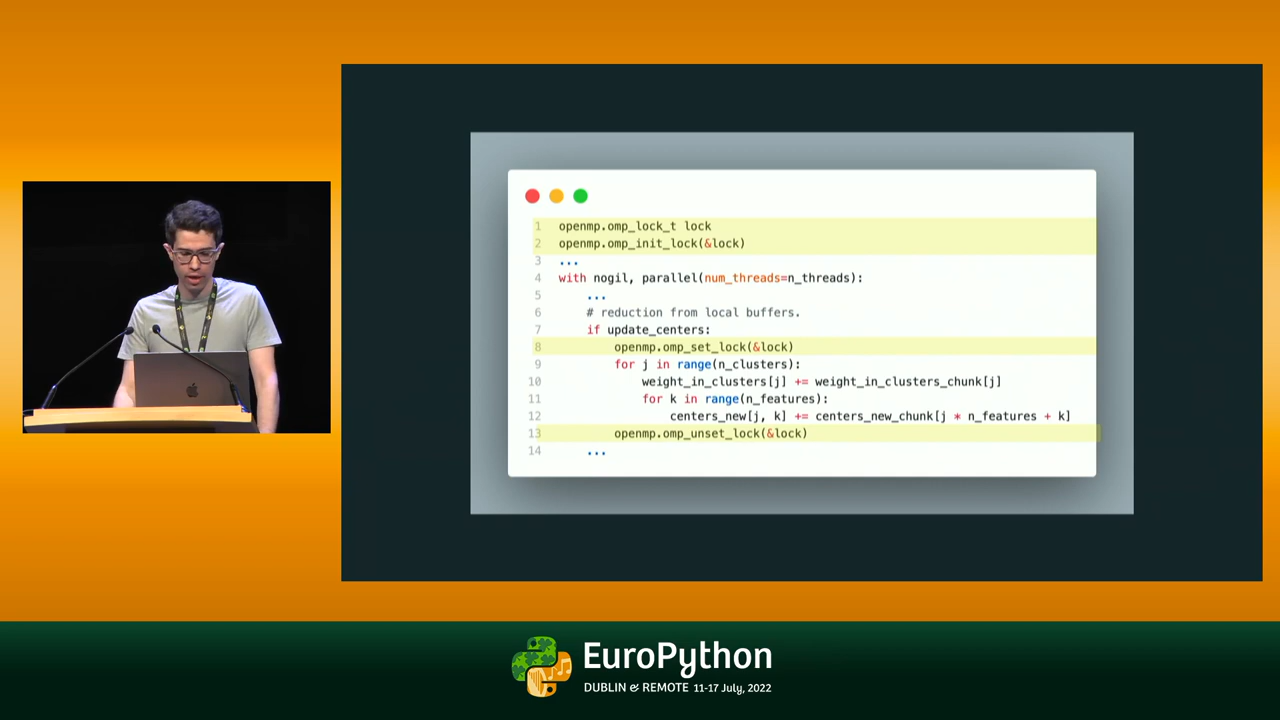 1 openmp.omp_lock_t lock
2 openmp.omp_init_lock(&lock)
3 ...
4 with nogil, parallel(num_threads=n_threads):
5 ...
6 # reduction from local buffers.
7 if update_centers:
8 openmp.omp_set_lock(&lock)
9 for j in range(n_clusters):
10 weight_in_clusters[j] += weight_in_clusters_chunk[j]
11 for k in range(n_features):
12 centers_new[j, k] += centers_new_chunk[j * n_features + k]
13 openmp.omp_unset_lock(&lock)
14 ...
EuroPython
DUBLIN & REMOTE 11-17 July, 2022